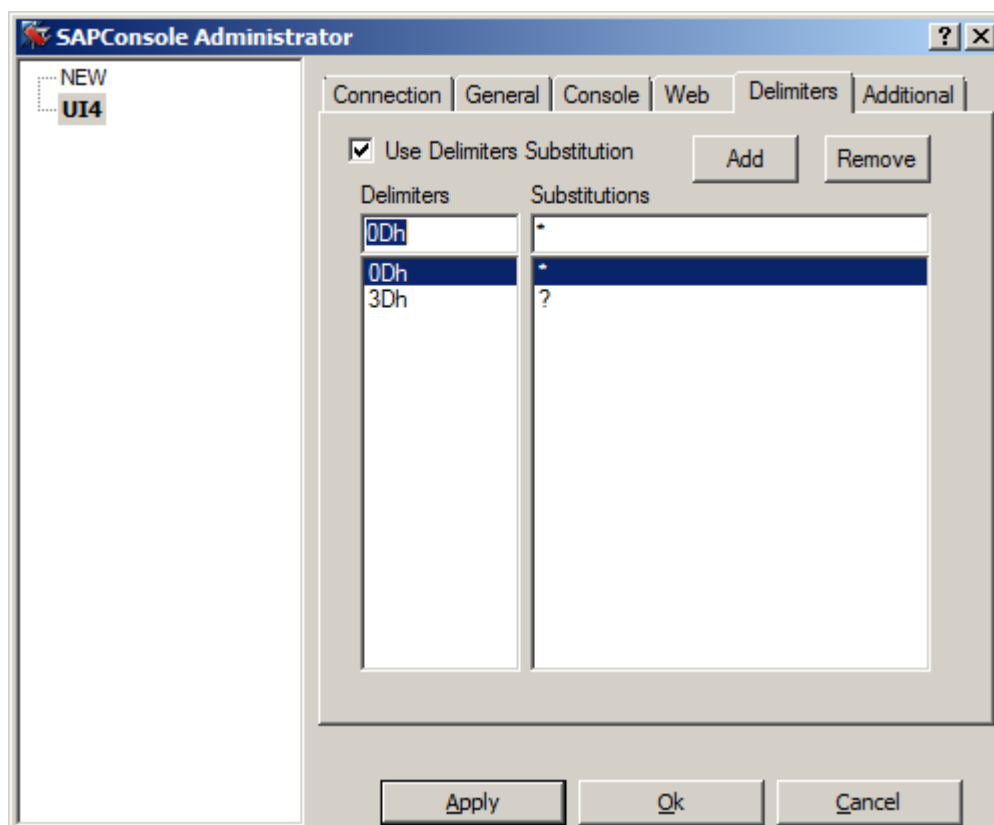 SAPConsole Administrator
NEW
UI4
Connection General Console Web Delimiters Additional
Use Delimiters Substitution Add Remove
Delimiters Substitutions
0Dh *
0Dh *
3Dh ?
Apply Ok Cancel